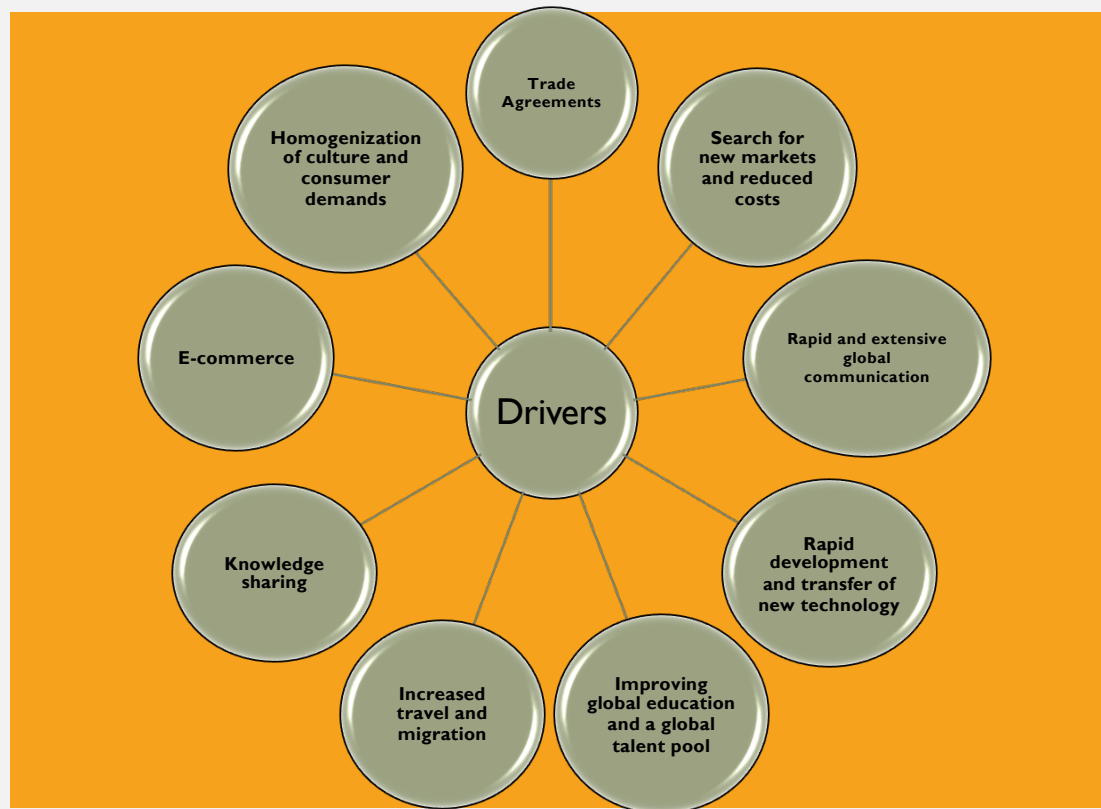 Trade
Agreements
Search for
new markets
and reduced
costs
Rapid and extensive
global
communication
Rapid
development
and transfer of
new technology
Improving
global education
and a global
talent pool
Increased
travel and
migration
Knowledge
sharing
E-commerce
Homogenization
of culture and
consumer
demands
Drivers